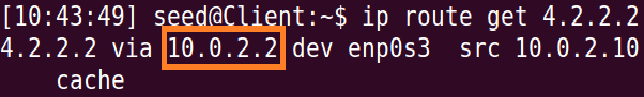 [10:43:49] seed@Client:~$ ip route get 4.2.2.2
4.2.2.2 via 10.0.2.2 dev enp0s3  src 10.0.2.10
    cache